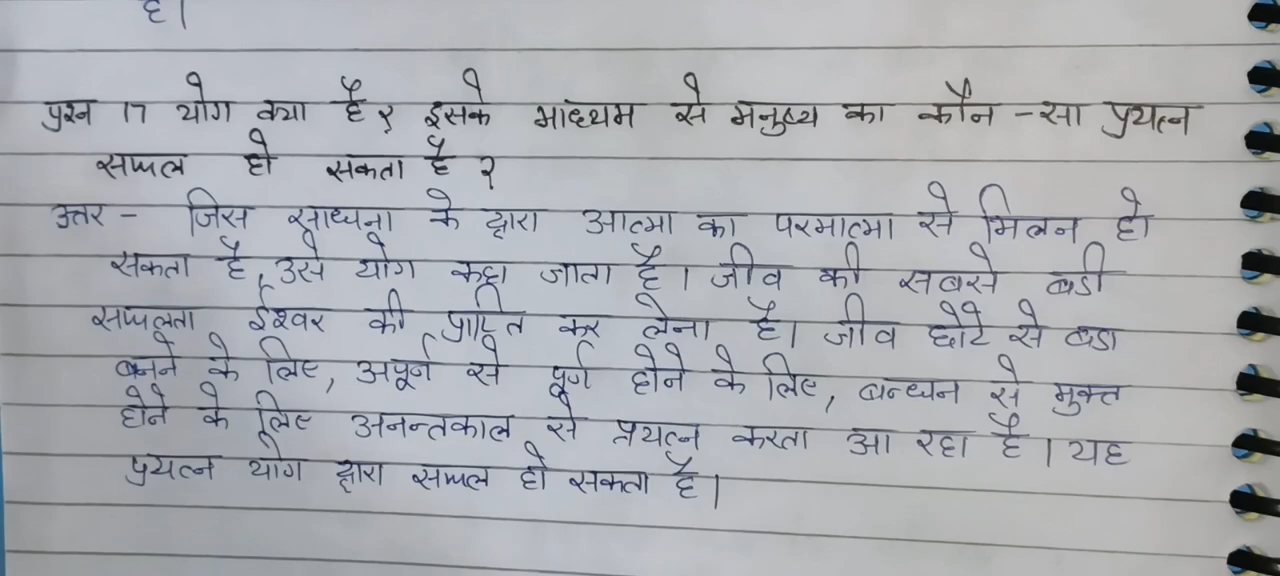 है।
प्रश्न 17 योग क्या है? इसके माध्यम से मनुष्य का कौन-सा प्रयत्न
सफल हो सकता है?
उत्तर - जिस साधना के द्वारा आत्मा का परमात्मा से मिलन हो
सकता है, उसे योग कहा जाता है। जीव की सबसे बडी
सफलता ईश्वर की प्राप्ति कर लेना है। जीव छोटे से बडा
बनने के लिए, अपूर्ण से पूर्ण होने के लिए, बन्धन से मुक्त
होने के लिए अनन्तकाल से प्रयत्न करता आ रहा है। यह
प्रयत्न योग द्वारा सफल हो सकता है।